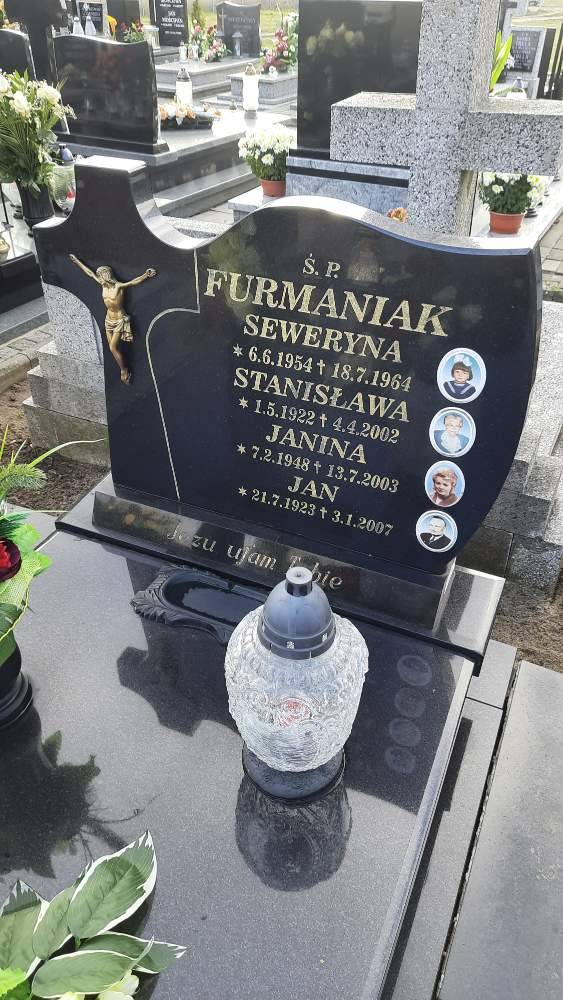 Ś. P.
FURMANIAK
SEWERYNA
* 6.6.1954 † 18.7.1964
STANISŁAWA
* 1.5.1922 † 4.4.2002
JANINA
* 7.2.1948 † 13.7.2003
JAN
* 21.7.1923 † 3.1.2007
Jezu ufam Tobie